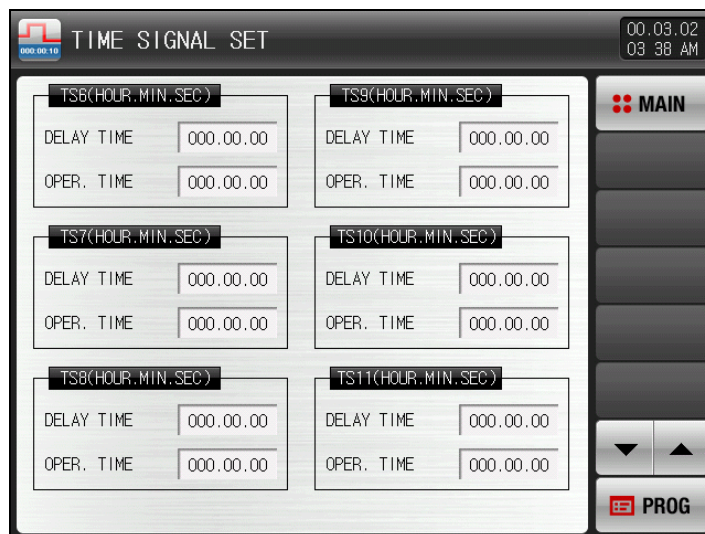 000:00:10
TIME SIGNAL SET
00.03.02
03 38 AM
TS6(HOUR.MIN.SEC)
DELAY TIME 000.00.00
OPER. TIME 000.00.00
TS9(HOUR.MIN.SEC)
DELAY TIME 000.00.00
OPER. TIME 000.00.00
TS7(HOUR.MIN.SEC)
DELAY TIME 000.00.00
OPER. TIME 000.00.00
TS10(HOUR.MIN.SEC)
DELAY TIME 000.00.00
OPER. TIME 000.00.00
TS8(HOUR.MIN.SEC)
DELAY TIME 000.00.00
OPER. TIME 000.00.00
TS11(HOUR.MIN.SEC)
DELAY TIME 000.00.00
OPER. TIME 000.00.00
MAIN
PROG